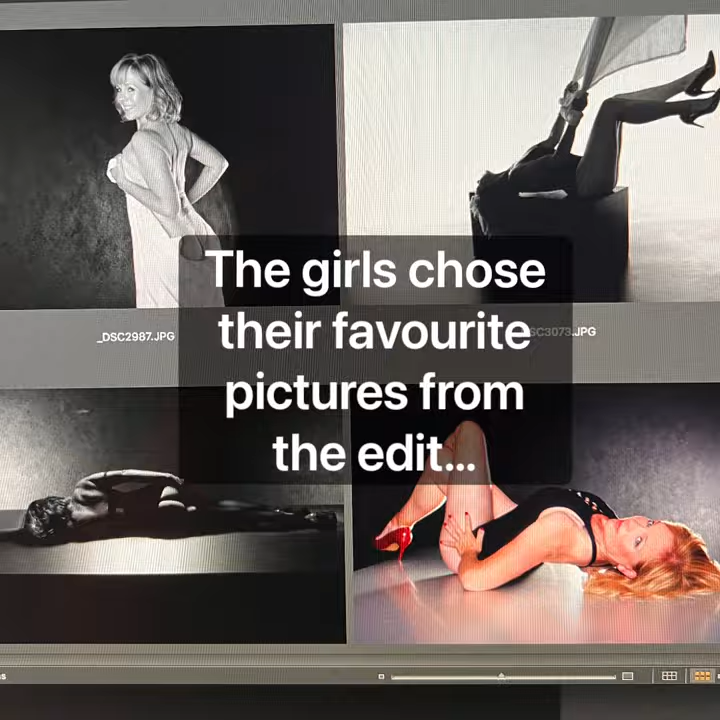 The girls chose
their favourite
pictures from
the edit...
_DSC2987.JPG
SC3073.JPG